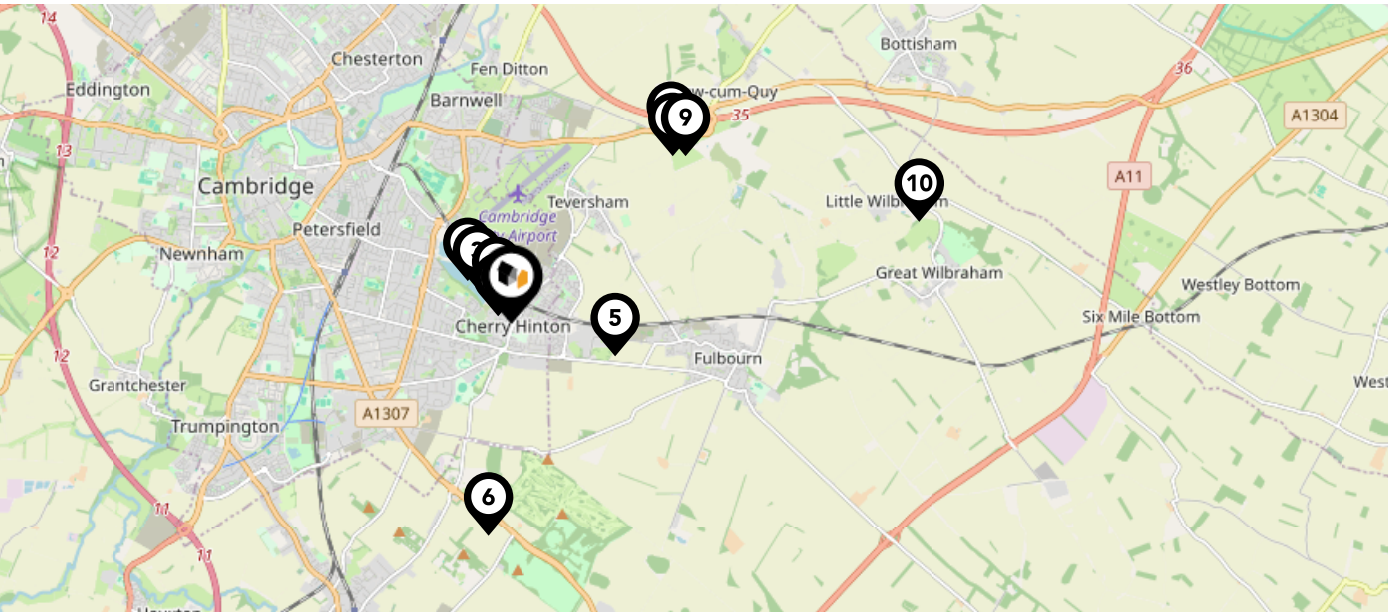 14
Chesterton
Fen Ditton
Bottisham
36
Eddington
Barnwell
w-cum-Quy
9
35
A1304
13
Cambridge
A11
10
Teversham
Little Wilb
m
Cambridge
y Airport
Petersfield
12
Newnham
Great Wilbraham
Westley Bottom
5
Six Mile Bottom
Cherry Hinton
12
Fulbourn
Grantchester
West
A1307
Trumpington
6
11
11